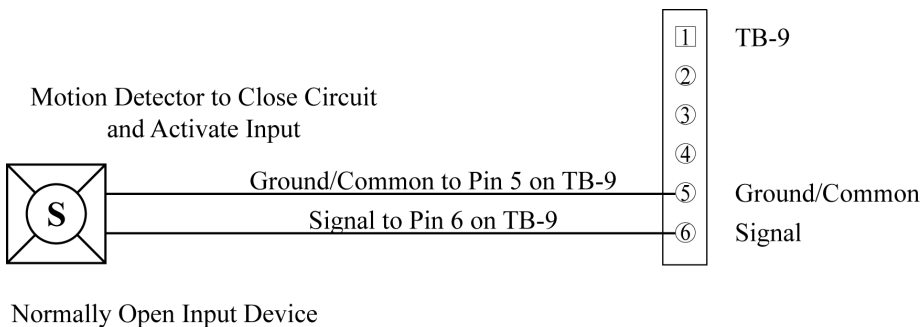 1 TB-9
2
Motion Detector to Close Circuit
and Activate Input
3
4
Ground/Common to Pin 5 on TB-9
5 Ground/Common
S
Signal to Pin 6 on TB-9
6 Signal
Normally Open Input Device